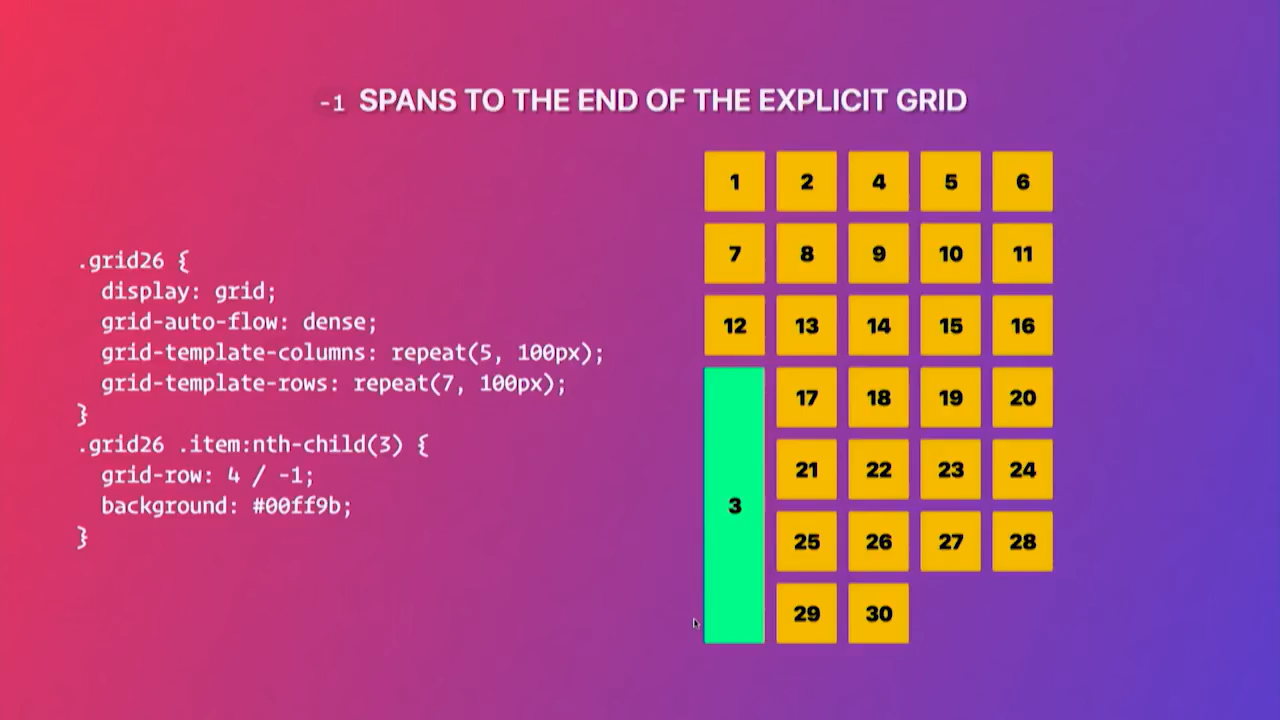 -1 SPANS TO THE END OF THE EXPLICIT GRID
.grid26 {
display: grid;
grid-auto-flow: dense;
grid-template-columns: repeat(5, 100px);
grid-template-rows: repeat(7, 100px);
}
.grid26 .item:nth-child(3) {
grid-row: 4 / -1;
background: #00ff9b;
}
1 2 4 5 6
7 8 9 10 11
12 13 14 15 16
17 18 19 20
21 22 23 24
3
25 26 27 28
29 30